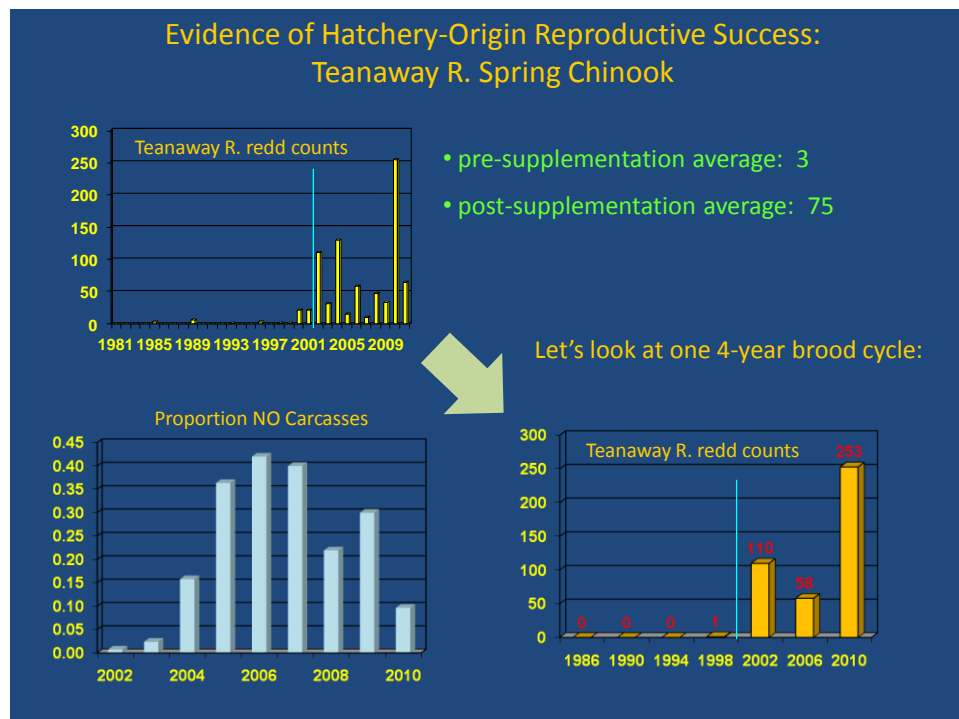 Evidence of Hatchery-Origin Reproductive Success:
Teanaway R. Spring Chinook
Teanaway R. redd counts
300
250
200
150
100
50
0
1981 1985 1989 1993 1997 2001 2005 2009
• pre-supplementation average: 3
• post-supplementation average: 75
Let's look at one 4-year brood cycle:
Proportion NO Carcasses
0.45
0.40
0.35
0.30
0.25
0.20
0.15
0.10
0.05
0.00
2002 2004 2006 2008 2010
Teanaway R. redd counts
300
250
200
150
100
50
0
0 0 0 1 110 58 253
1986 1990 1994 1998 2002 2006 2010